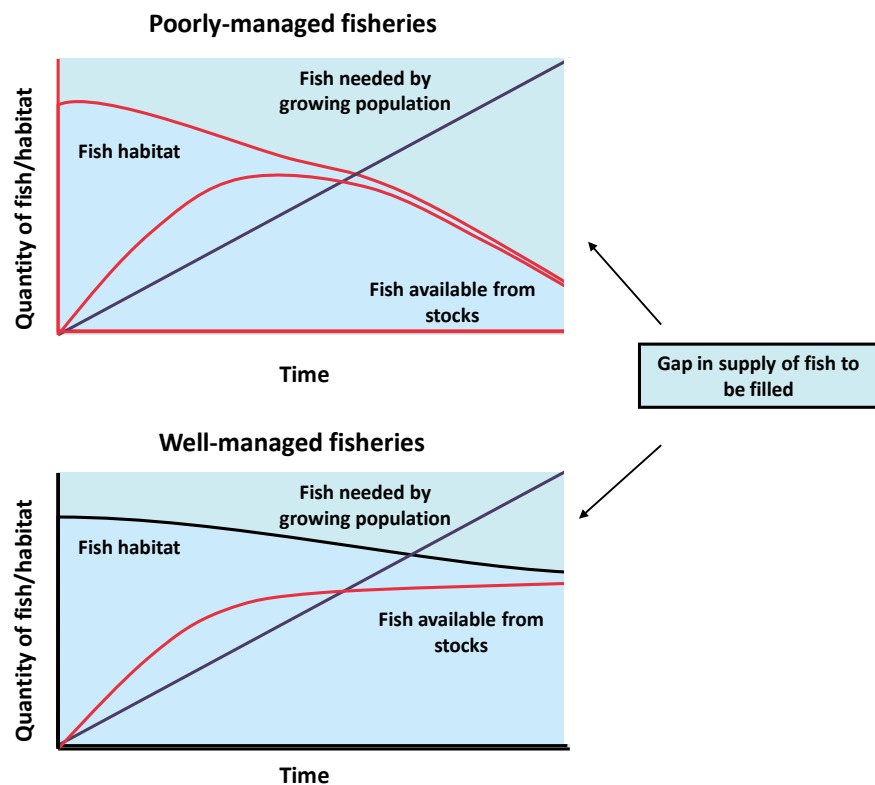 Poorly-managed fisheries
Quantity of fish/habitat
Fish needed by
growing population
Fish habitat
Fish available from
stocks
Time
Gap in supply of fish to
be filled
Well-managed fisheries
Quantity of fish/habitat
Fish needed by
growing population
Fish habitat
Fish available from
stocks
Time